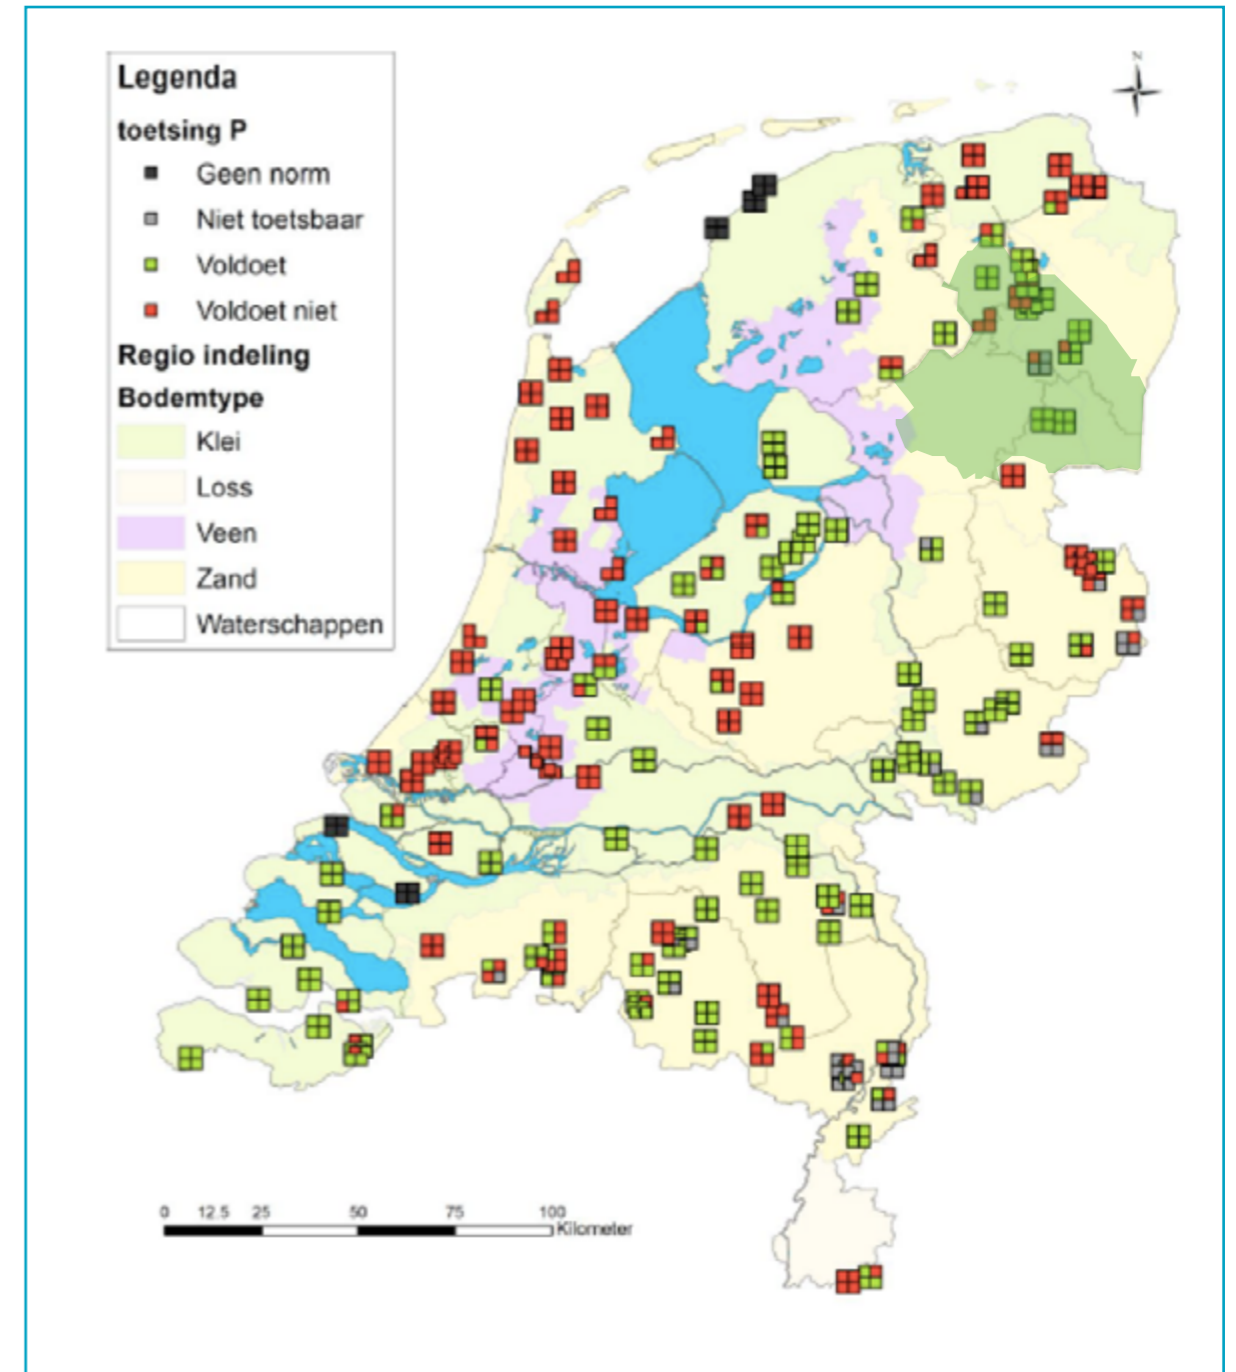 N
Legenda
toetsing P
Geen norm
Niet toetsbaar
Voldoet
Voldoet niet
Regio indeling
Bodemtype
Klei
Loss
Veen
Zand
Waterschappen
0 12.5 25 50 75 100
Kilometer